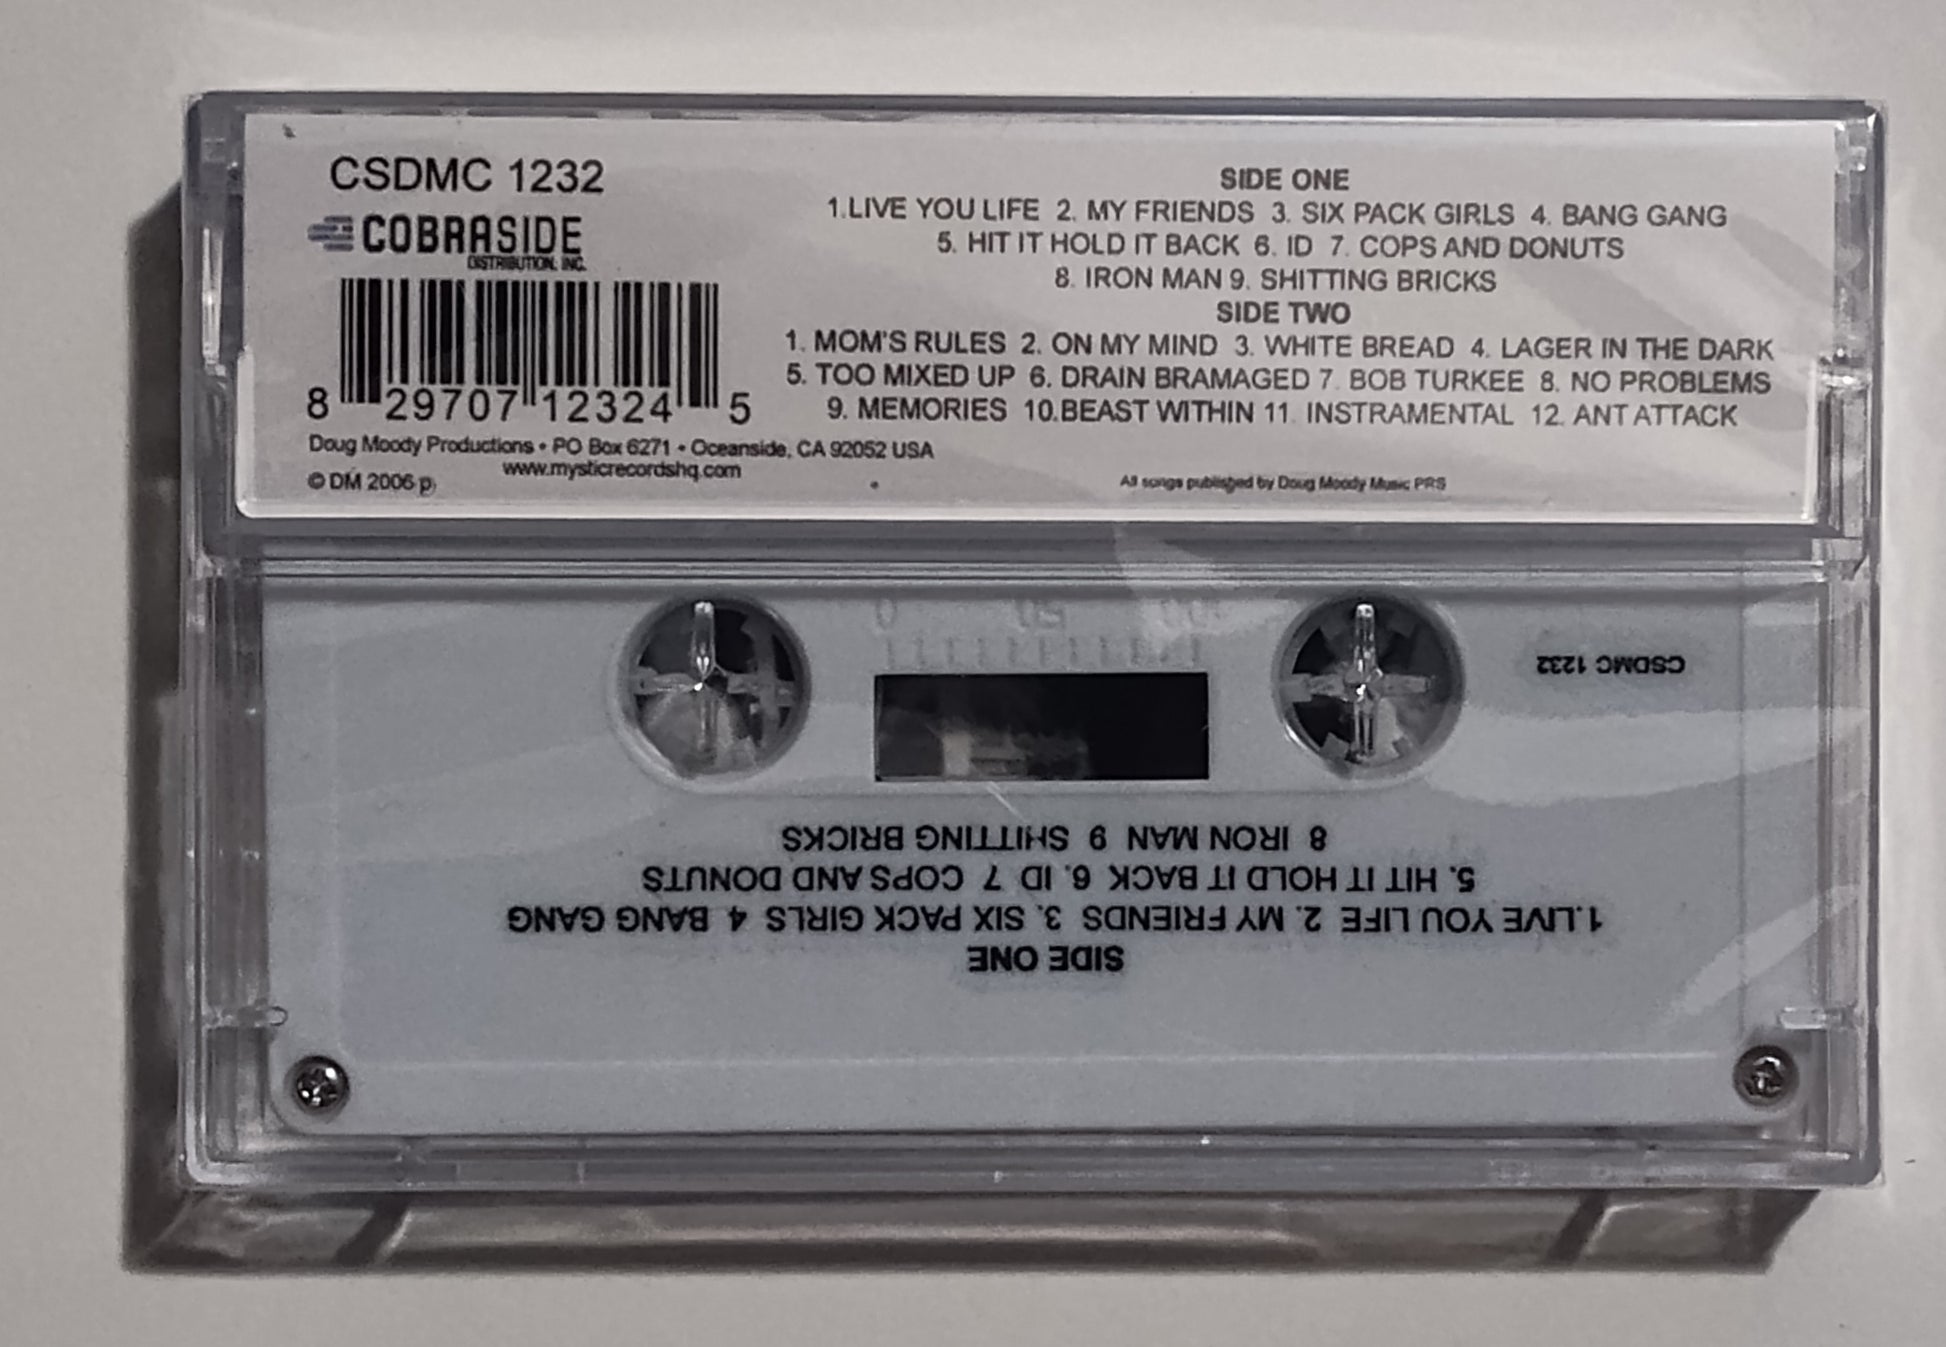 CSDMC 1232
COBRASIDE
DISTRIBUTION, INC.
8 29707 12324 5
Doug Moody Productions • PO Box 6271 • Oceanside, CA 92052 USA
www.mysticrecordshq.com
© DM 2006 p
SIDE ONE
1.LIVE YOU LIFE 2. MY FRIENDS 3. SIX PACK GIRLS 4. BANG GANG
5. HIT IT HOLD IT BACK 6. ID 7. COPS AND DONUTS
8. IRON MAN 9. SHITTING BRICKS
SIDE TWO
1. MOM'S RULES 2. ON MY MIND 3. WHITE BREAD 4. LAGER IN THE DARK
5. TOO MIXED UP 6. DRAIN BRAMAGED 7. BOB TURKEE 8. NO PROBLEMS
9. MEMORIES 10.BEAST WITHIN 11. INSTRAMENTAL 12. ANT ATTACK
All songs published by Doug Moody Music PRS
SIDE ONE
1.LIVE YOU LIFE 2. MY FRIENDS 3. SIX PACK GIRLS 4 BANG GANG
5. HIT IT HOLD IT BACK 6. ID 7 COPS AND DONUTS
8 IRON MAN 9 SHITTING BRICKS
CSDMC 1232
100 50 0